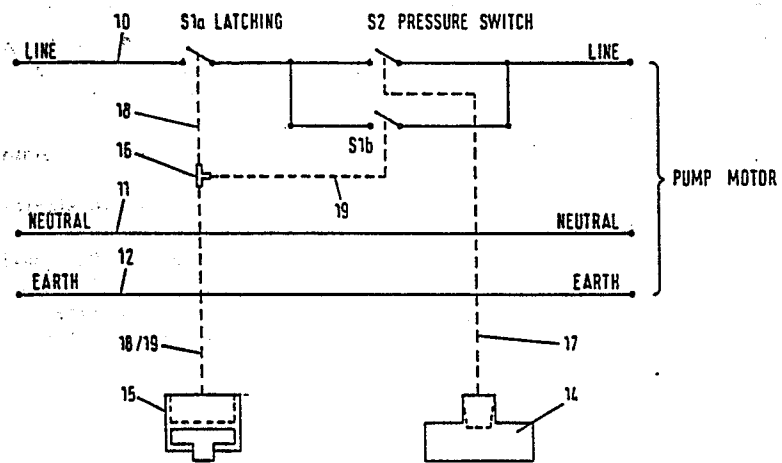 10 S1a LATCHING S2 PRESSURE SWITCH
LINE LINE
18
S1b
16
19
PUMP MOTOR
11
NEUTRAL NEUTRAL
12
EARTH EARTH
18/19 17
15 14